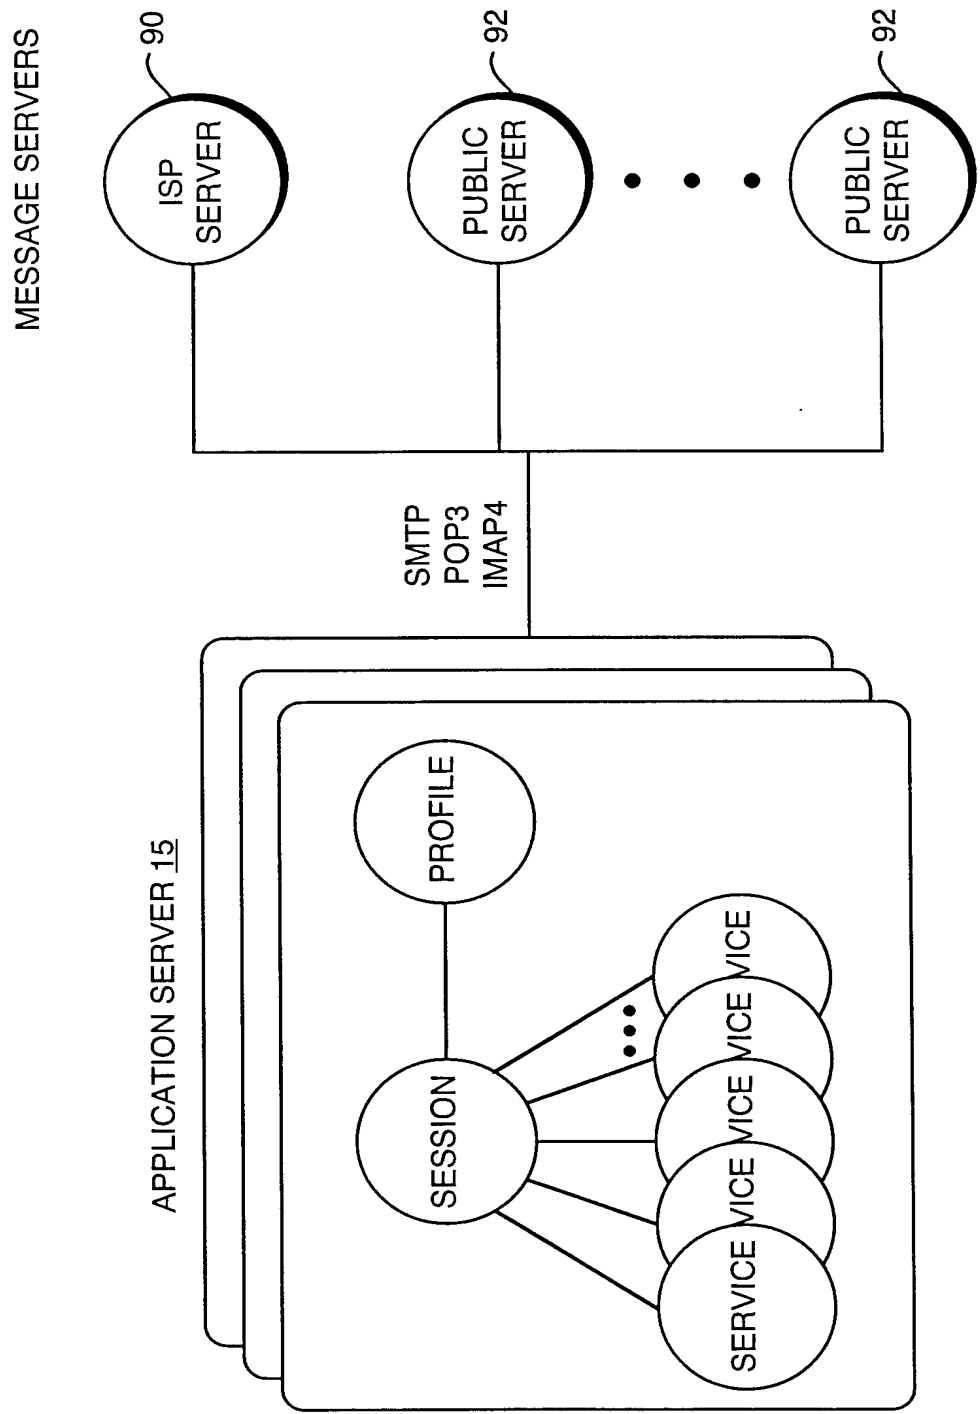 MESSAGE SERVERS
APPLICATION SERVER 15
ISP
SERVER
90
SMTP
POP3
IMAP4
PROFILE
SESSION
PUBLIC
SERVER
92
SERVICE
VICE
VICE
VICE
VICE
PUBLIC
SERVER
92